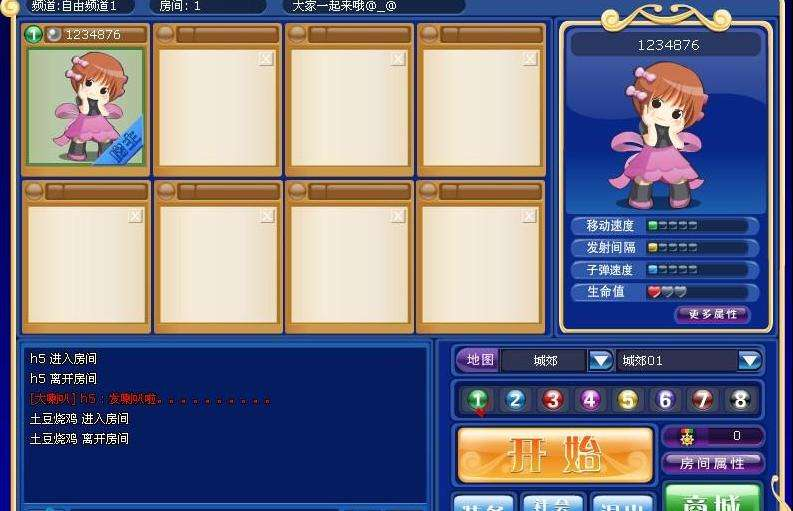 频道:自由频道1 房间: 1 大家一起来哦@_@
1 1234876
1234876
移动速度
发射间隔
子弹速度
生命值
更多属性
h5 进入房间
h5 离开房间
[大喇叭] h5 : 发喇叭啦。。。。。。。。。。
土豆烧鸡 进入房间
土豆烧鸡 离开房间
地图 城郊 城郊01
1 2 3 4 5 6 7 8
开始
0
房间属性
商城